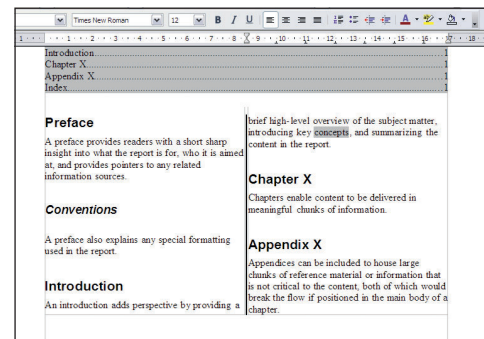 Times New Roman 12 B I U A
1 1 2 3 4 5 6 7 8 9 10 11 12 13 14 15 16 17 18
Introduction 1
Chapter X 1
Appendix X 1
Index 1
Preface
A preface provides readers with a short sharp
insight into what the report is for, who it is aimed
at, and provides pointers to any related
information sources.
Conventions
A preface also explains any special formatting
used in the report.
Introduction
An introduction adds perspective by providing a
brief high-level overview of the subject matter,
introducing key concepts, and summarizing the
content in the report.
Chapter X
Chapters enable content to be delivered in
meaningful chunks of information.
Appendix X
Appendices can be included to house large
chunks of reference material or information that
is not critical to the content, both of which would
break the flow if positioned in the main body of a
chapter.